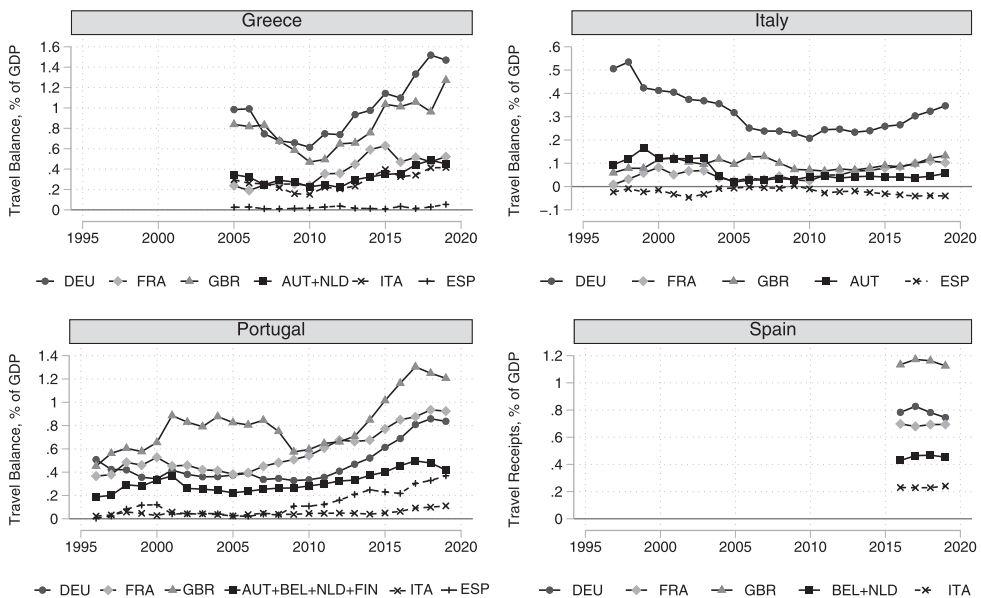 Greece
Travel Balance, % of GDP
1.6
1.4
1.2
1
.8
.6
.4
.2
0
1995 2000 2005 2010 2015 2020
DEU FRA GBR AUT+NLD ITA ESP
Italy
Travel Balance, % of GDP
.6
.5
.4
.3
.2
.1
0
-.1
1995 2000 2005 2010 2015 2020
DEU FRA GBR AUT ESP
Portugal
Travel Balance, % of GDP
1.4
1.2
1
.8
.6
.4
.2
0
1995 2000 2005 2010 2015 2020
DEU FRA GBR AUT+BEL+NLD+FIN ITA ESP
Spain
Travel Receipts, % of GDP
1.2
1
.8
.6
.4
.2
0
1995 2000 2005 2010 2015 2020
DEU FRA GBR BEL+NLD ITA